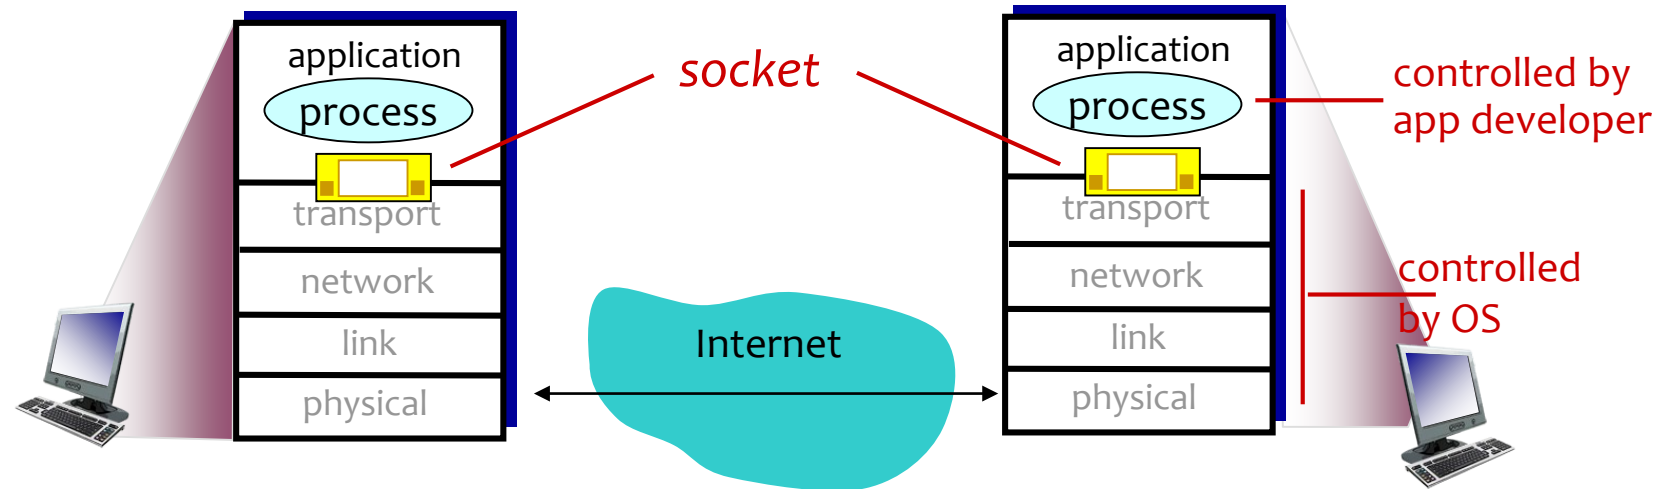 application
process
transport
network
link
physical
socket
Internet
application
process
transport
network
link
physical
controlled by
app developer
controlled
by OS